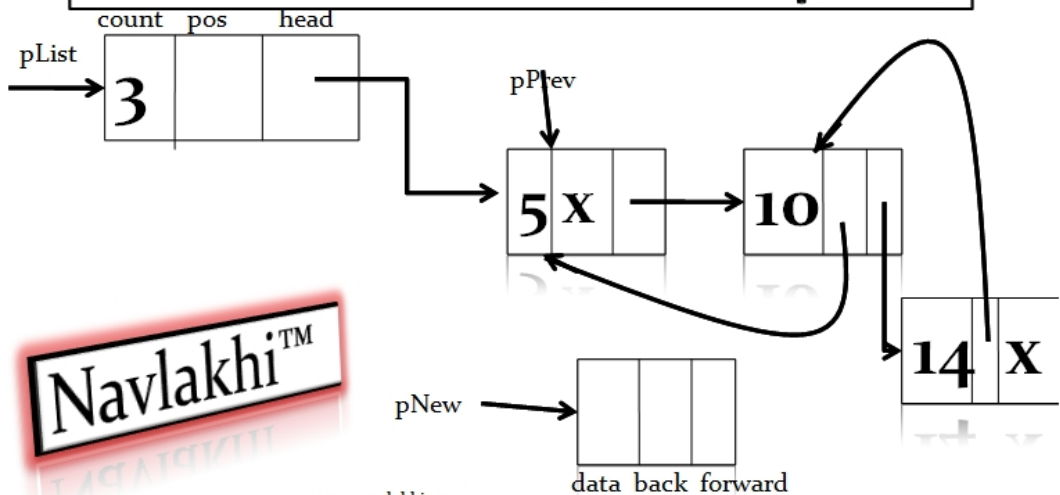 count pos head
pList
3
pPrev
5 X
10
14 X
Navlakhi™
pNew
data back forward